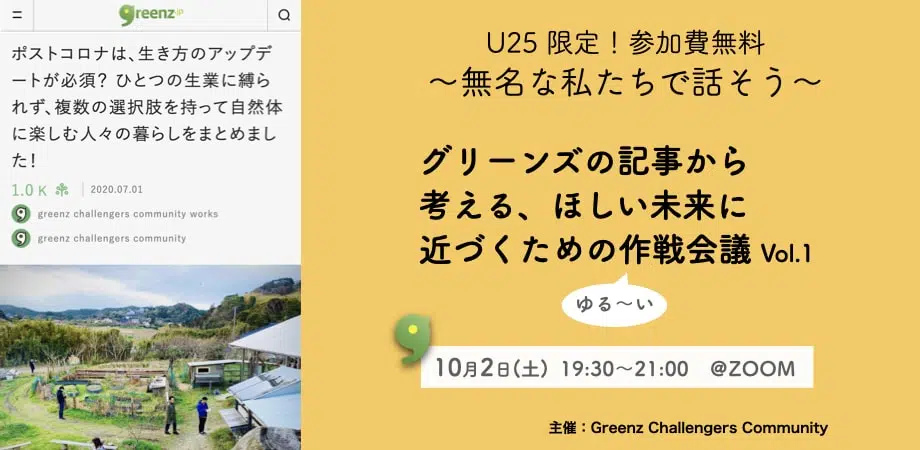 greenz.jp
ポストコロナは、生き方のアップデ
ートが必須？ ひとつの生業に縛ら
れず、複数の選択肢を持って自然体
に楽しむ人々の暮らしをまとめまし
た！
1.0 K 2020.07.01
greenz challengers community works
greenz challengers community
U25 限定！参加費無料
〜無名な私たちで話そう〜
グリーンズの記事から
考える、ほしい未来に
近づくための作戦会議 Vol.1
ゆる〜い
10月2日(土) 19:30〜21:00 @ZOOM
主催：Greenz Challengers Community